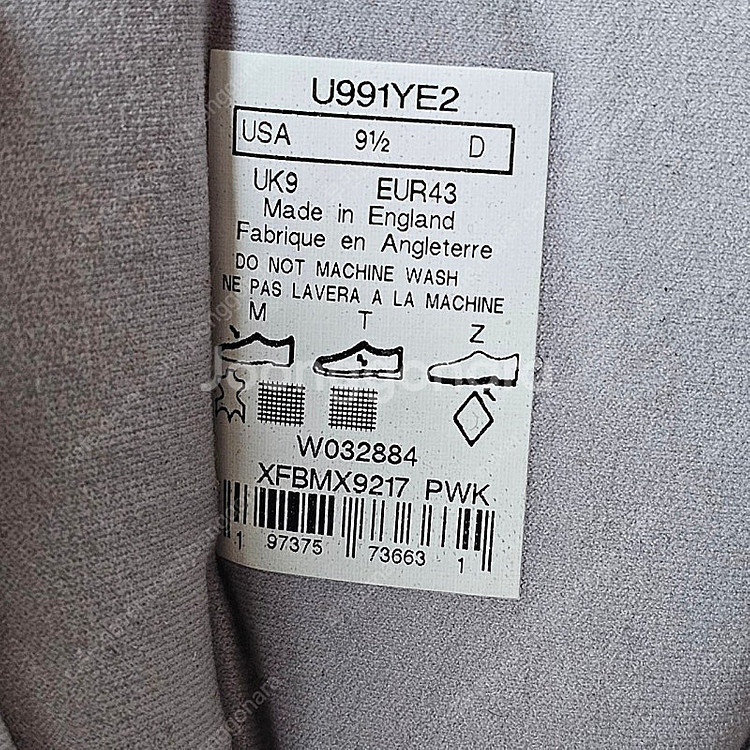 U991YE2
USA 9½ D
UK9 EUR43
Made in England
Fabrique en Angleterre
DO NOT MACHINE WASH
NE PAS LAVERA A LA MACHINE
M T Z
W032884
XFBMX9217 PWK
1 97375 73663 1